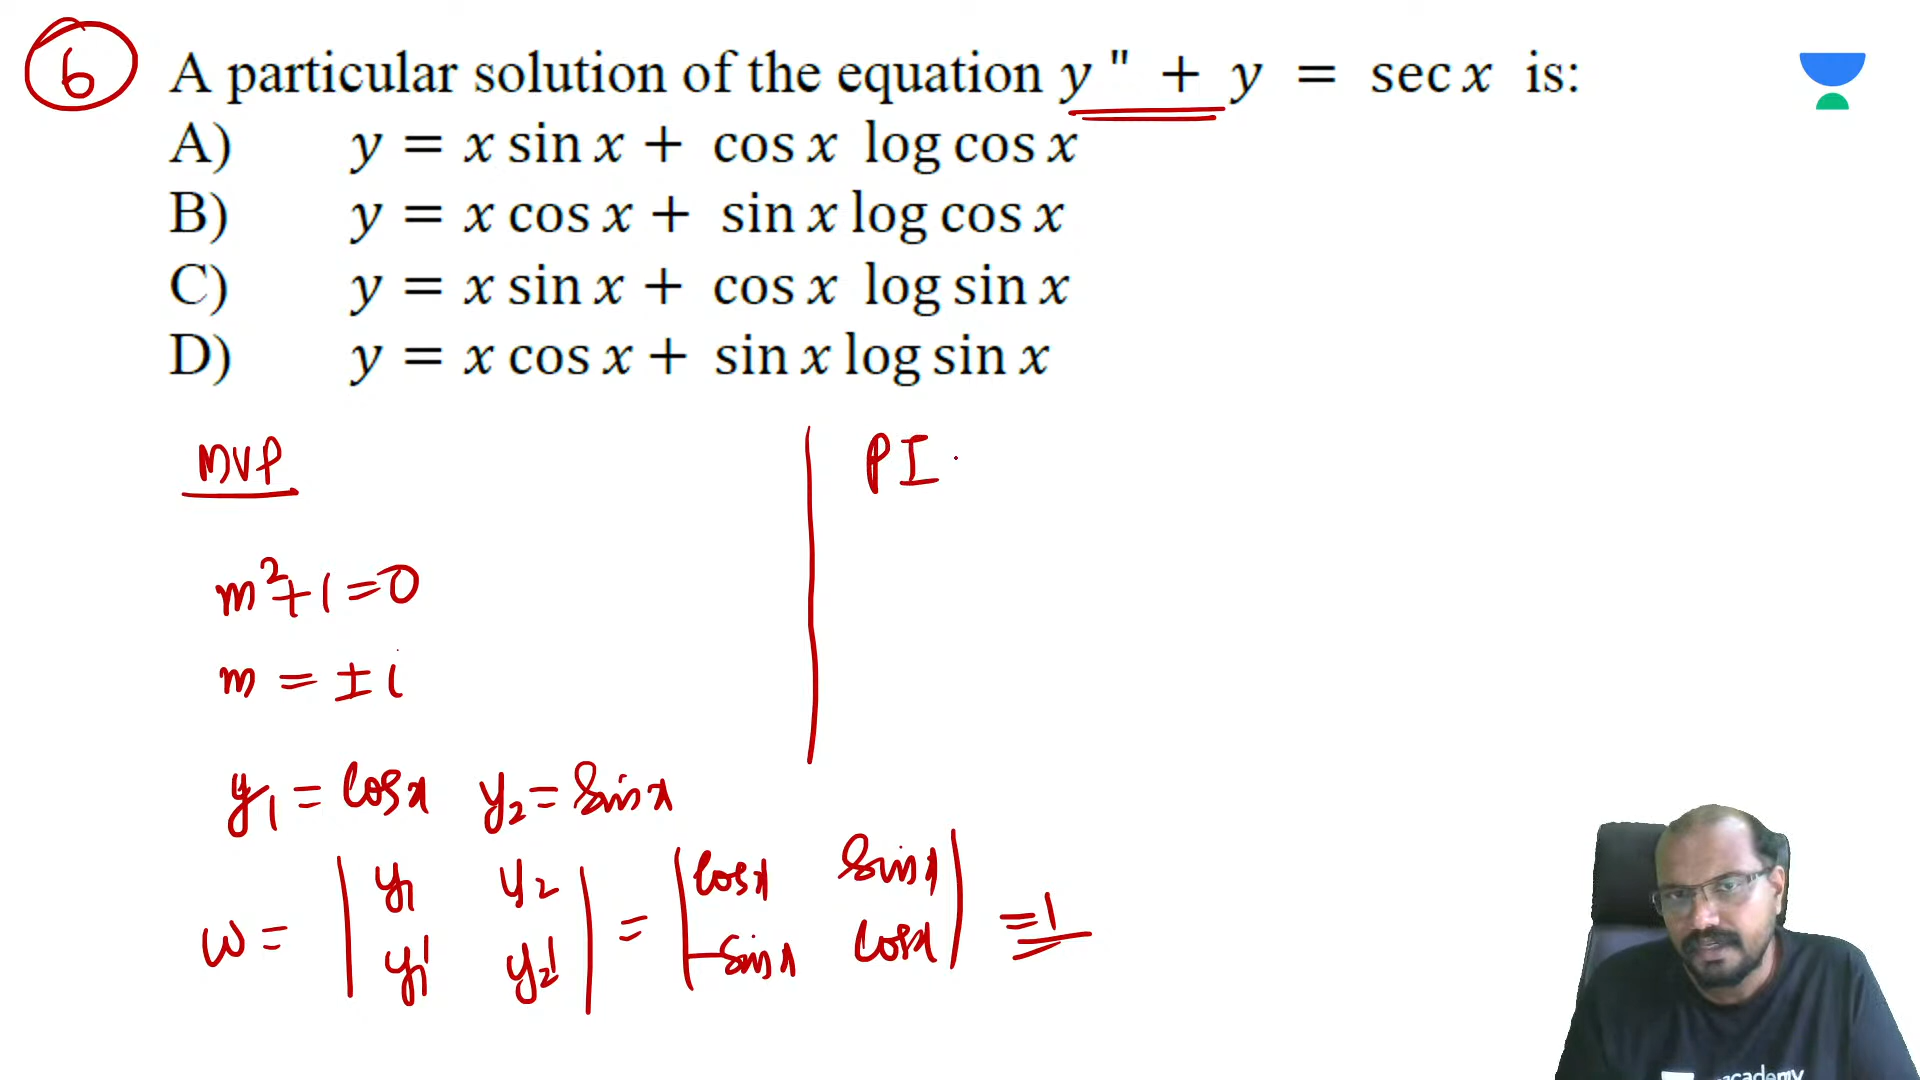 6 A particular solution of the equation y " + y = sec x is:
A) y = x sin x + cos x log cos x
B) y = x cos x + sin x log cos x
C) y = x sin x + cos x log sin x
D) y = x cos x + sin x log sin x
MVP
m²+1=0
m = ±i
y₁ = cosx y₂ = sinx
w = | y₁ y₂ | = | cosx sinx | = 1
y₁' y₂' -sinx cosx
PI